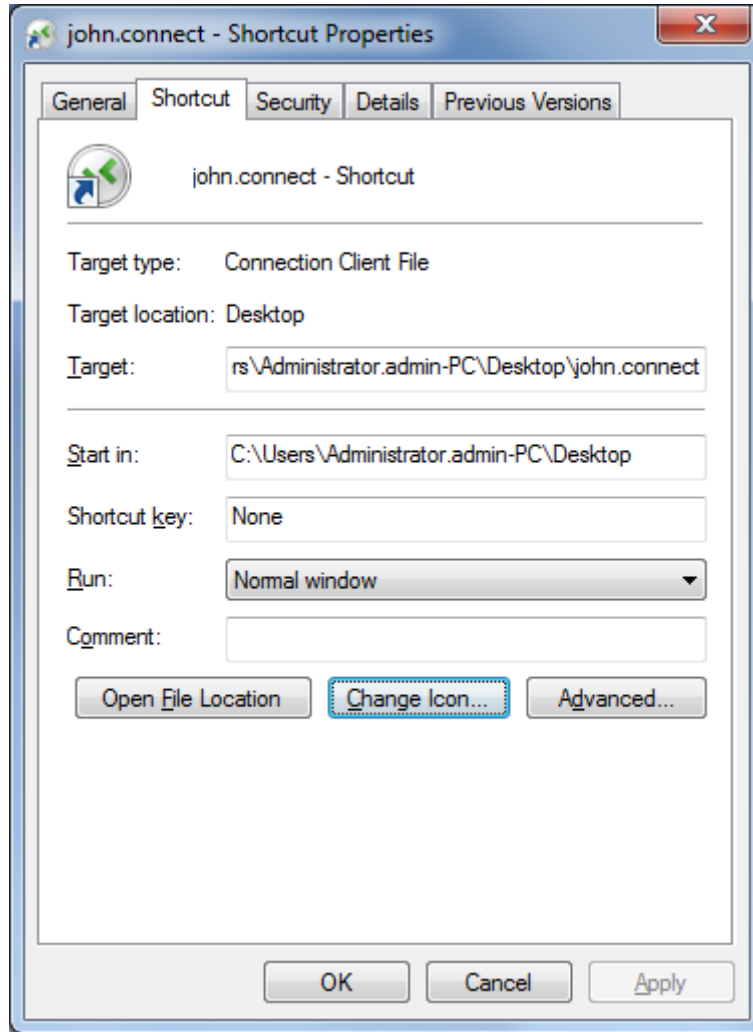 john.connect - Shortcut Properties
General Shortcut Security Details Previous Versions
john.connect - Shortcut
Target type: Connection Client File
Target location: Desktop
Target: rs\Administrator.admin-PC\Desktop\john.connect
Start in: C:\Users\Administrator.admin-PC\Desktop
Shortcut key: None
Run: Normal window
Comment:
Open File Location Change Icon... Advanced...
OK Cancel Apply